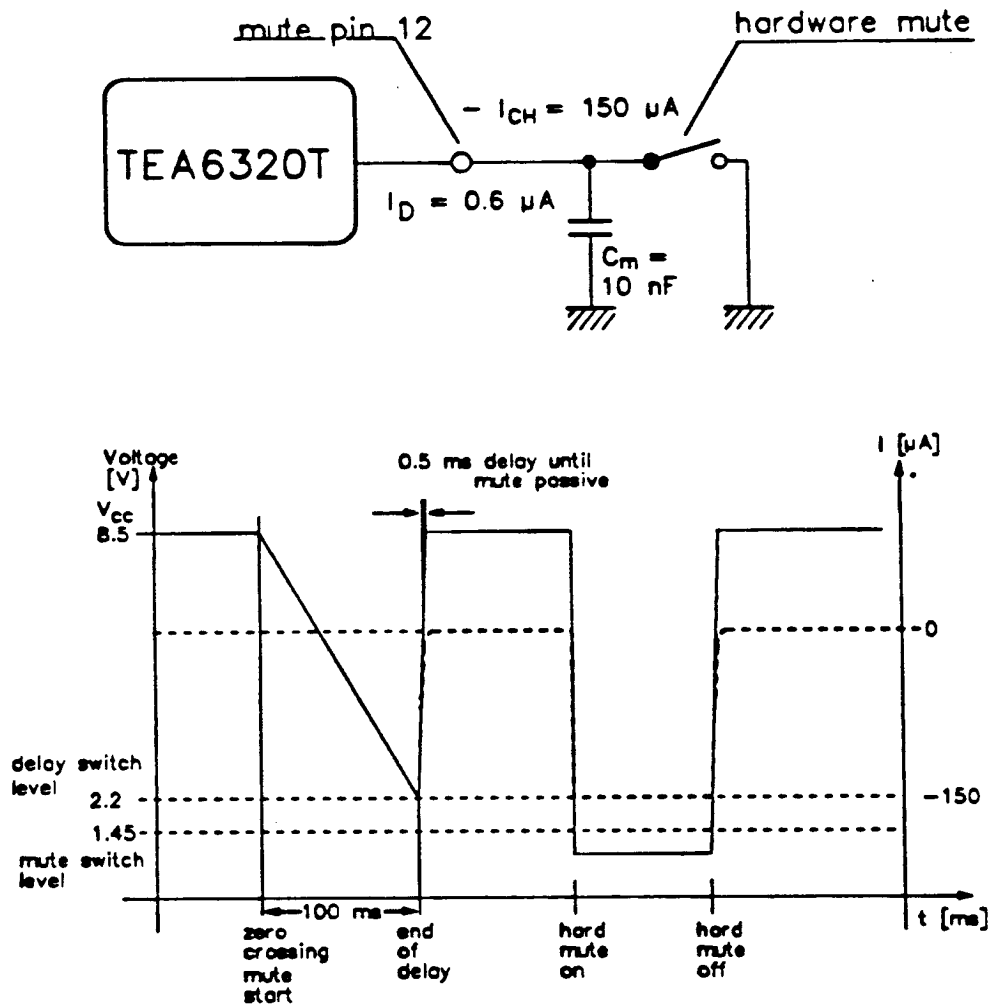 mute pin 12
hardware mute
TEA6320T
- I_CH = 150 µA
I_D = 0.6 µA
C_m =
10 nF
Voltage
[V]
V_CC
8.5
0.5 ms delay until
mute passive
I [µA]
0
delay switch
level
2.2
-150
1.45
mute switch
level
100 ms
t [ms]
zero
crossing
mute
start
end
of
delay
hard
mute
on
hard
mute
off